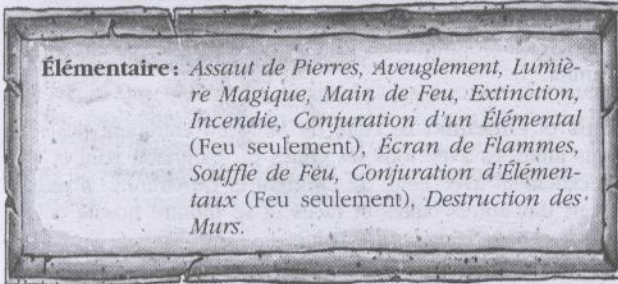 Élémentaire: Assaut de Pierres, Aveuglement, Lumiè-
re Magique, Main de Feu, Extinction,
Incendie, Conjuration d'un Élémental
(Feu seulement), Écran de Flammes,
Souffle de Feu, Conjuration d'Élémen-
taux (Feu seulement), Destruction des
Murs.